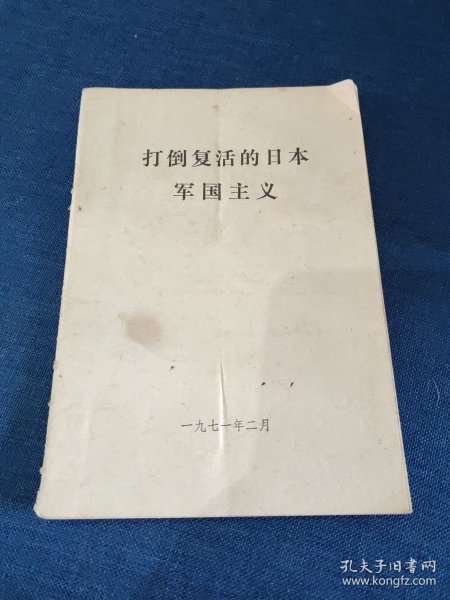 打倒复活的日本
军国主义
一九七一年二月
孔夫子旧书网
www.kongfz.com